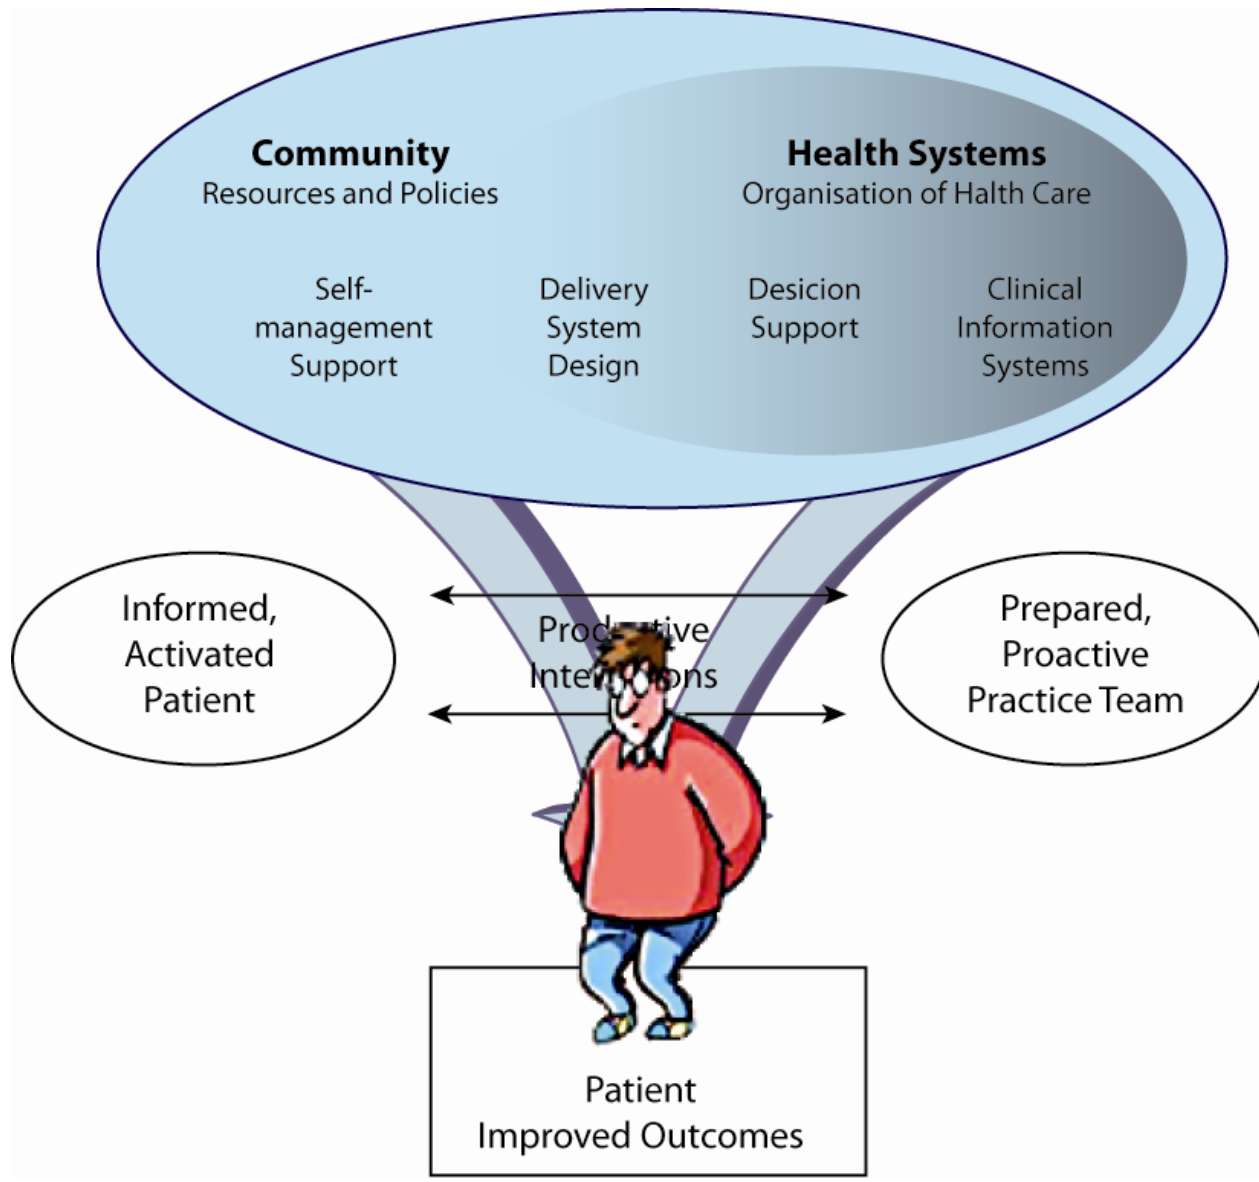 Community
Resources and Policies
Health Systems
Organisation of Halth Care
Self-
management
Support
Delivery
System
Design
Desicion
Support
Clinical
Information
Systems
Informed,
Activated
Patient
Prepared,
Proactive
Practice Team
Patient
Improved Outcomes